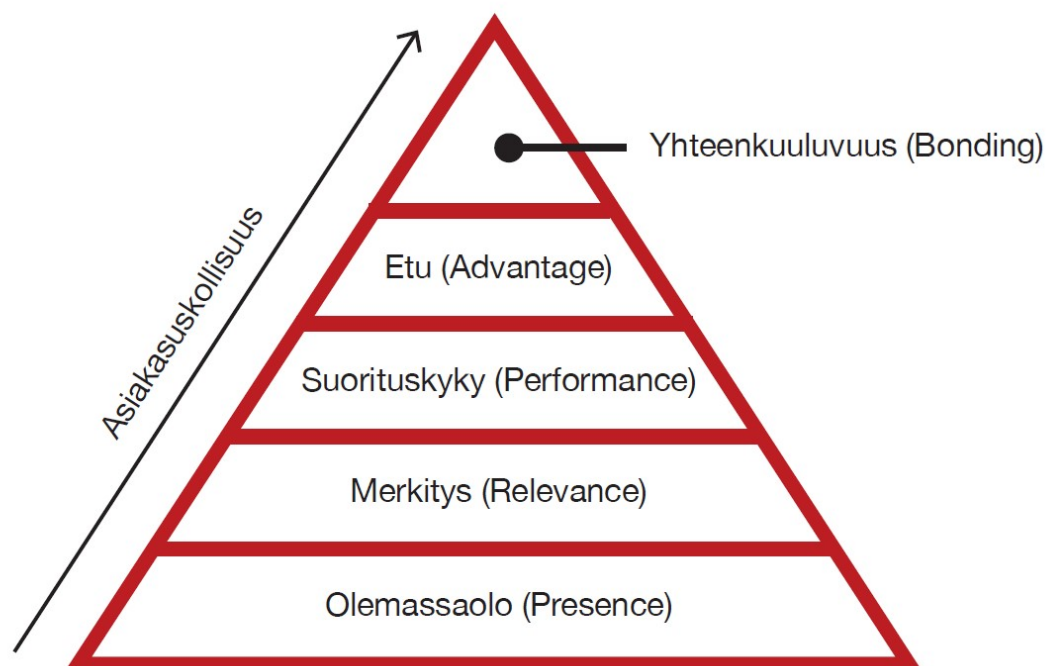 Yhteenkuuluvuus (Bonding)
Etu (Advantage)
Asiakasuskollisuus
Suorituskyky (Performance)
Merkitys (Relevance)
Olemassaolo (Presence)